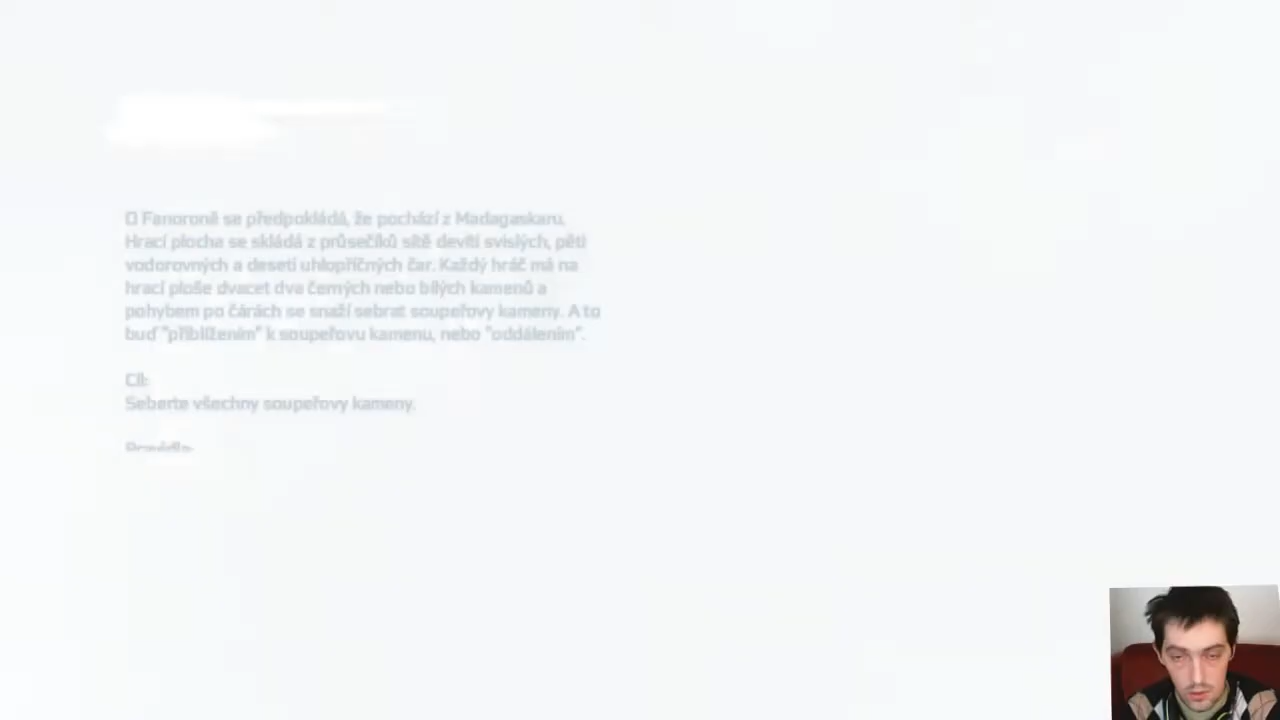 O Fanoroně se předpokládá, že pochází z Madagaskaru.
Hrací plocha se skládá z průsečíků sítě devíti svislých, pěti
vodorovných a deseti uhlopříčných čar. Každý hráč má na
hrací ploše dvacet dva černých nebo bílých kamenů a
pohybem po čárách se snaží sebrat soupeřovy kameny. A to
buď "přiblížením" k soupeřovu kamenu, nebo "oddálením".
Cíl:
Seberte všechny soupeřovy kameny.
Pravidla: